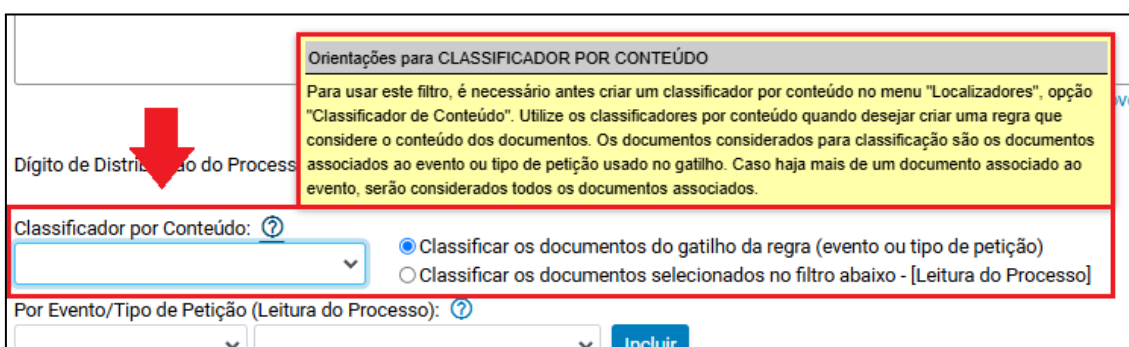 Orientações para CLASSIFICADOR POR CONTEÚDO
Para usar este filtro, é necessário antes criar um classificador por conteúdo no menu "Localizadores", opção
"Classificador de Conteúdo". Utilize os classificadores por conteúdo quando desejar criar uma regra que
considere o conteúdo dos documentos. Os documentos considerados para classificação são os documentos
associados ao evento ou tipo de petição usado no gatilho. Caso haja mais de um documento associado ao
evento, serão considerados todos os documentos associados.
Dígito de do Process
Classificador por Conteúdo: ?
Classificar os documentos do gatilho da regra (evento ou tipo de petição)
Classificar os documentos selecionados no filtro abaixo - [Leitura do Processo]
Por Evento/Tipo de Petição (Leitura do Processo): ?
Incluir